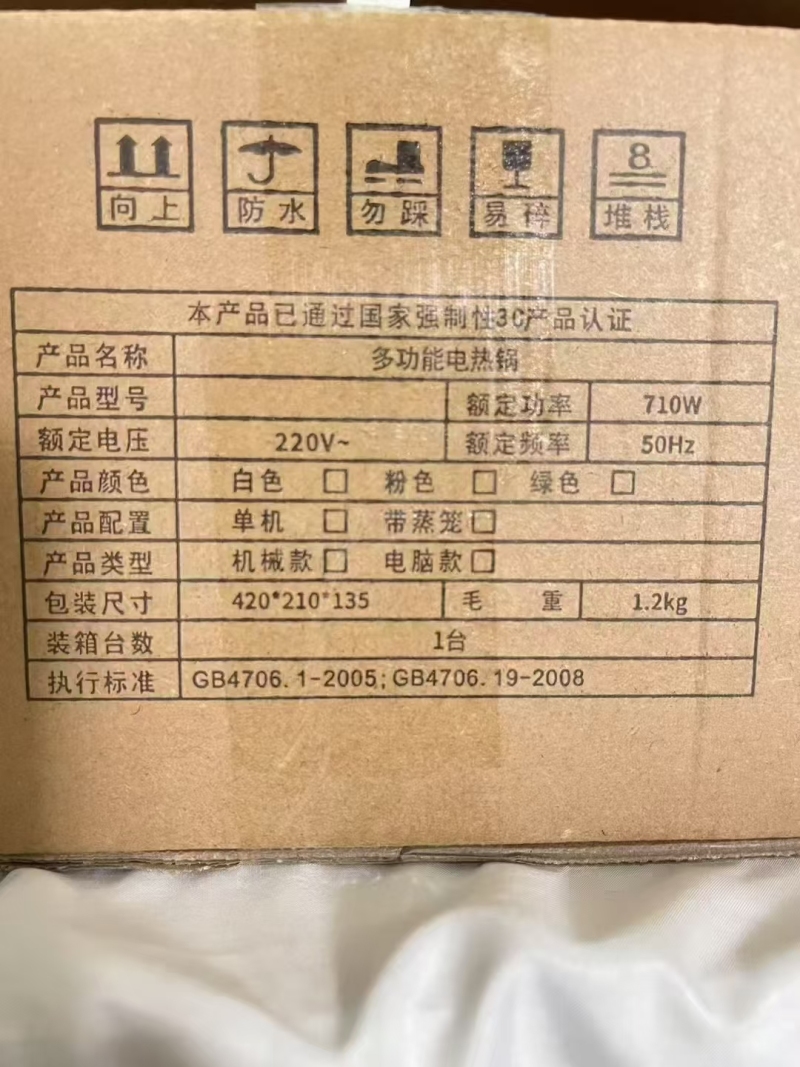 向上 防水 勿踩 易碎 8 堆栈
本产品已通过国家强制性3C产品认证
产品名称 多功能电热锅
产品型号 额定功率 710W
额定电压 220V~ 额定频率 50Hz
产品颜色 白色 □ 粉色 □ 绿色 □
产品配置 单机 □ 带蒸笼□
产品类型 机械款□ 电脑款□
包装尺寸 420*210*135 毛 重 1.2kg
装箱台数 1台
执行标准 GB4706.1-2005;GB4706.19-2008